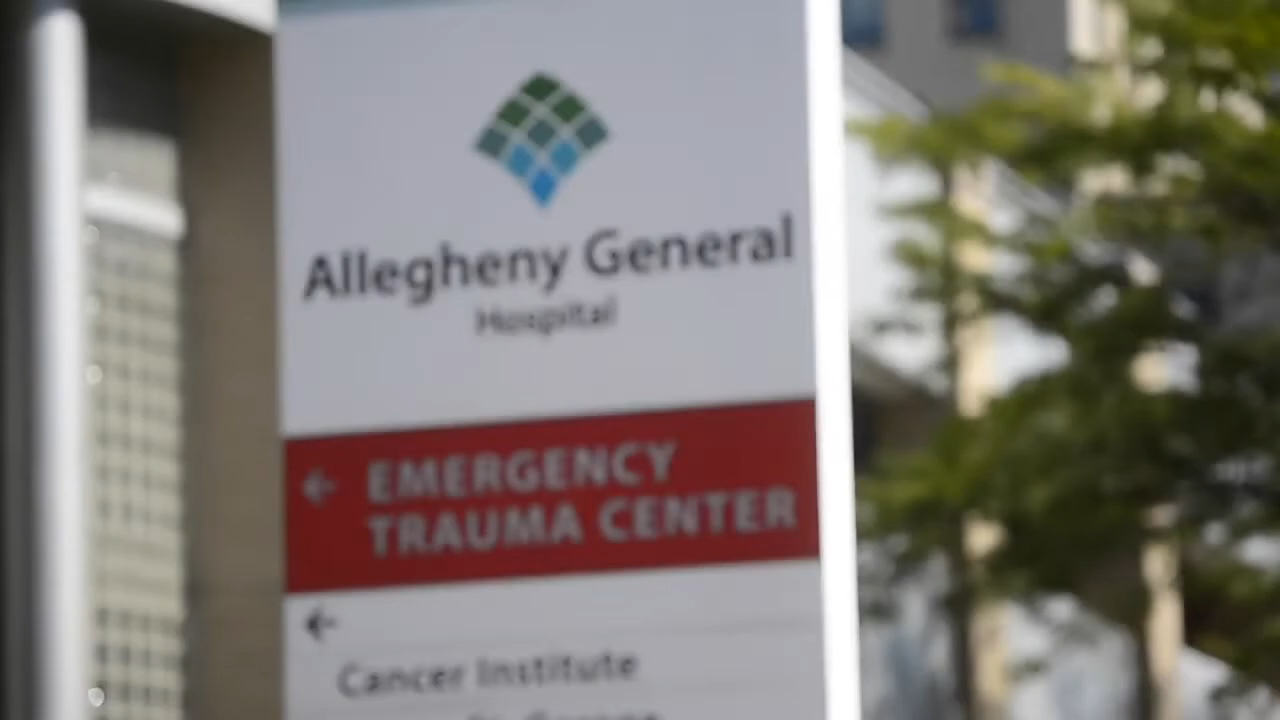 Allegheny General
Hospital
EMERGENCY
TRAUMA CENTER
Cancer Institute